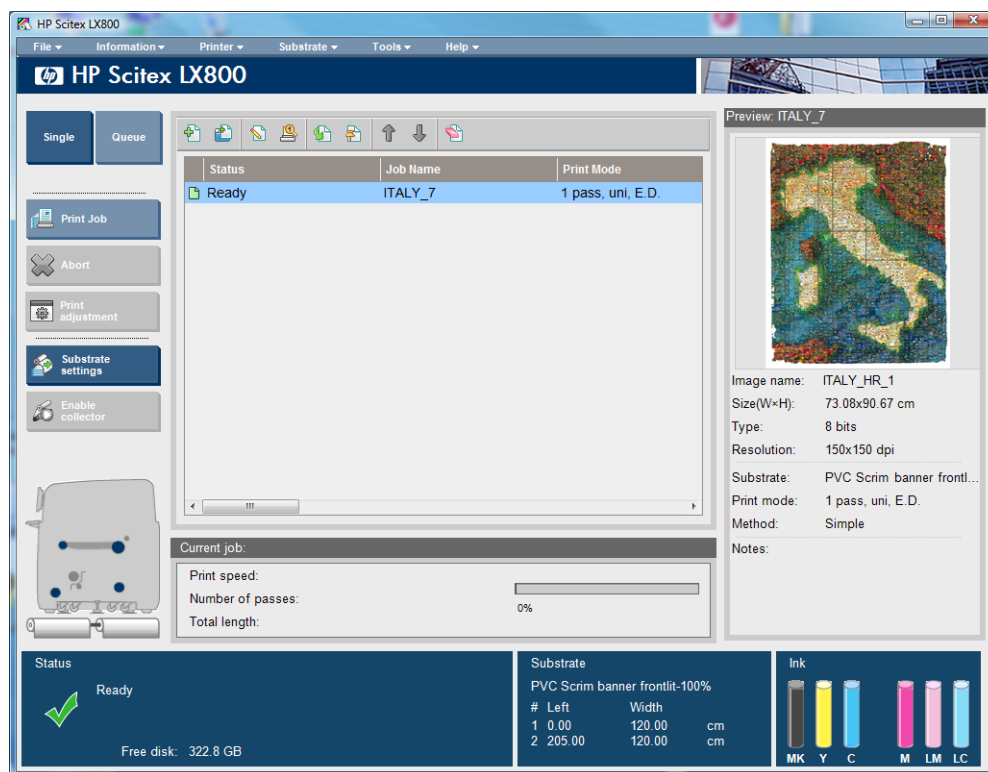 HP Scitex LX800
File Information Printer Substrate Tools Help
hp HP Scitex LX800
Single Queue
Print Job
Abort
Print adjustment
Substrate settings
Enable collector
Status Job Name Print Mode
Ready ITALY_7 1 pass, uni, E.D.
Current job:
Print speed:
Number of passes:
Total length:
0%
Preview: ITALY_7
Image name: ITALY_HR_1
Size(W×H): 73.08x90.67 cm
Type: 8 bits
Resolution: 150x150 dpi
Substrate: PVC Scrim banner frontl...
Print mode: 1 pass, uni, E.D.
Method: Simple
Notes:
Status
Ready
Free disk: 322.8 GB
Substrate
PVC Scrim banner frontlit-100%
# Left Width
1 0.00 120.00 cm
2 205.00 120.00 cm
Ink
MK Y C M LM LC